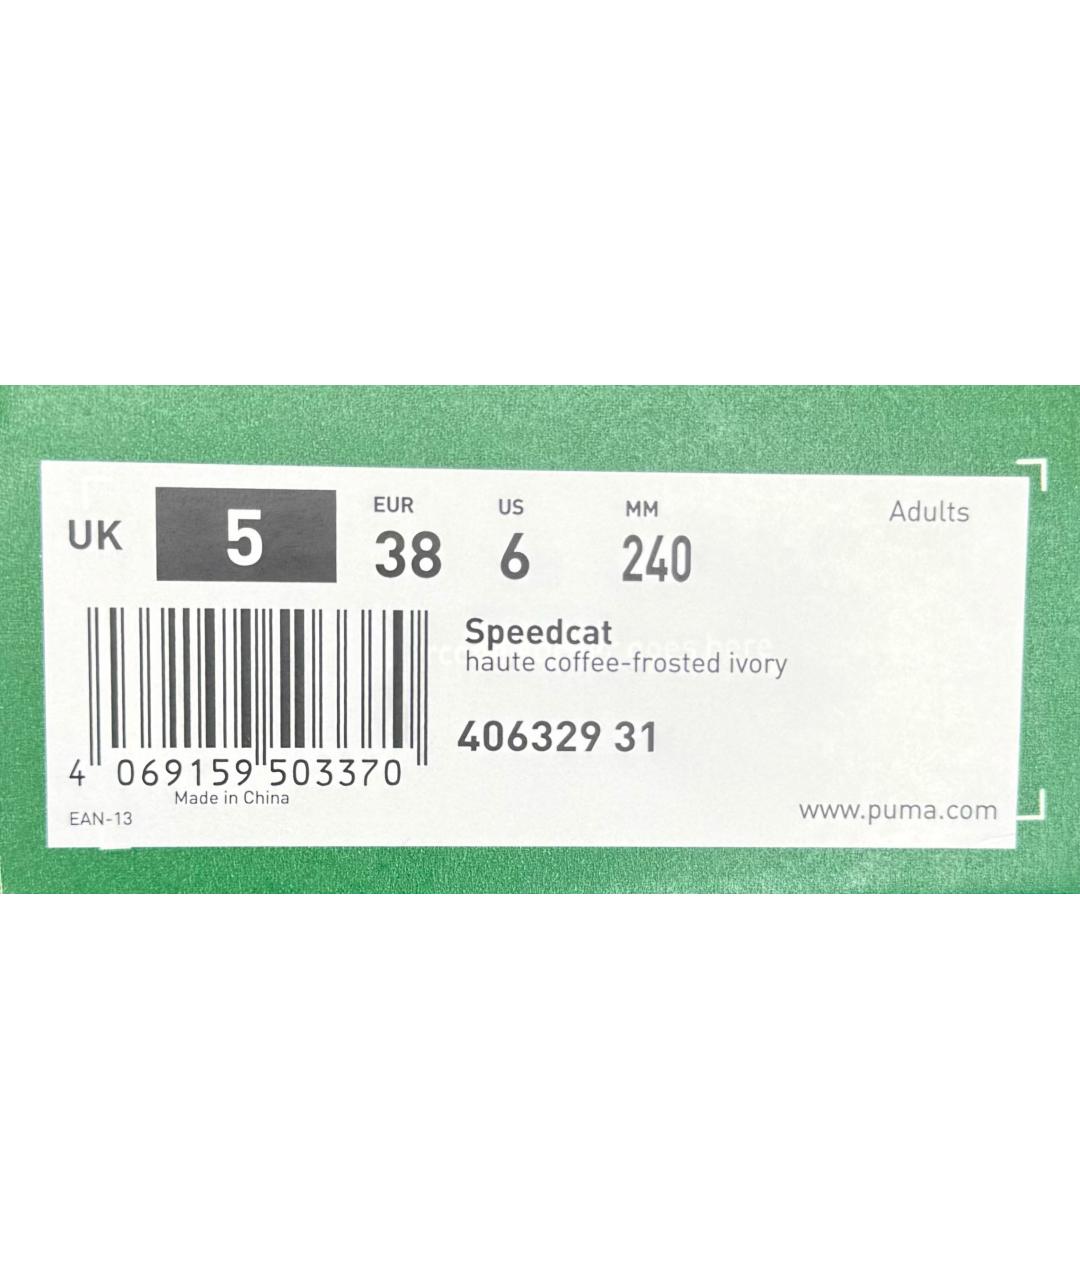 UK 5 EUR 38 US 6 MM 240 Adults
Speedcat
haute coffee-frosted ivory
406329 31
4 069159 503370
Made in China
EAN-13
www.puma.com